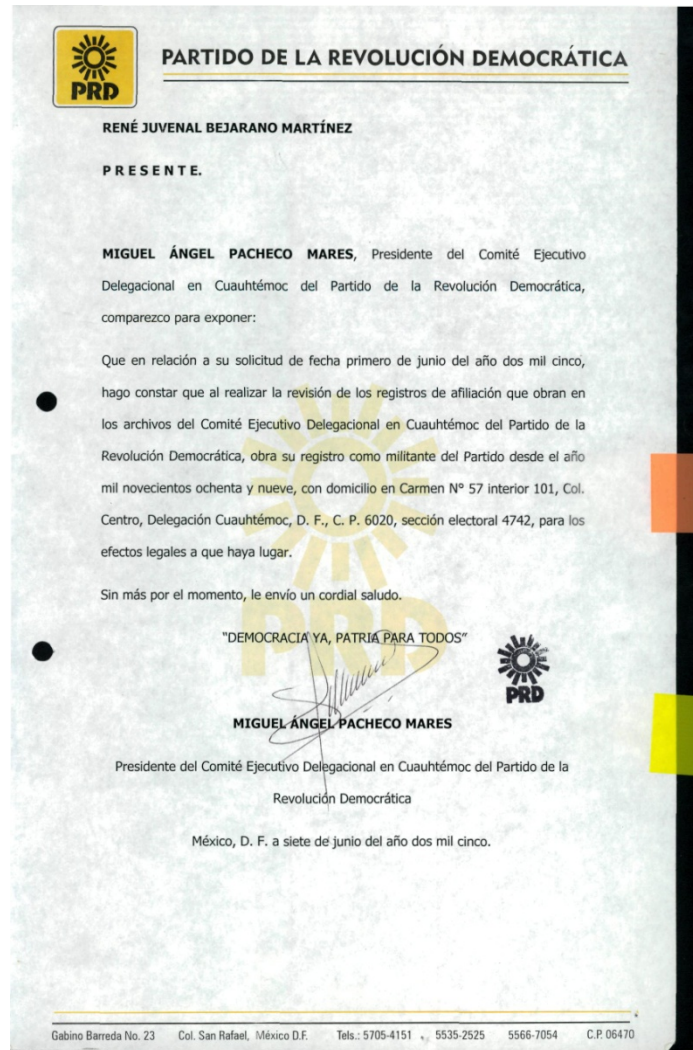 PRD
PARTIDO DE LA REVOLUCIÓN DEMOCRÁTICA
RENÉ JUVENAL BEJARANO MARTÍNEZ
P R E S E N T E.
MIGUEL ÁNGEL PACHECO MARES, Presidente del Comité Ejecutivo
Delegacional en Cuauhtémoc del Partido de la Revolución Democrática,
comparezco para exponer:
Que en relación a su solicitud de fecha primero de junio del año dos mil cinco,
hago constar que al realizar la revisión de los registros de afiliación que obran en
los archivos del Comité Ejecutivo Delegacional en Cuauhtémoc del Partido de la
Revolución Democrática, obra su registro como militante del Partido desde el año
mil novecientos ochenta y nueve, con domicilio en Carmen N° 57 interior 101, Col.
Centro, Delegación Cuauhtémoc, D. F., C. P. 6020, sección electoral 4742, para los
efectos legales a que haya lugar.
Sin más por el momento, le envío un cordial saludo.
PRD
"DEMOCRACIA YA, PATRIA PARA TODOS"
PRD
MIGUEL ÁNGEL PACHECO MARES
Presidente del Comité Ejecutivo Delegacional en Cuauhtémoc del Partido de la
Revolución Democrática
México, D. F. a siete de junio del año dos mil cinco.
Gabino Barreda No. 23 Col. San Rafael, México D.F. Tels.: 5705-4151 5535-2525 5566-7054 C.P. 06470